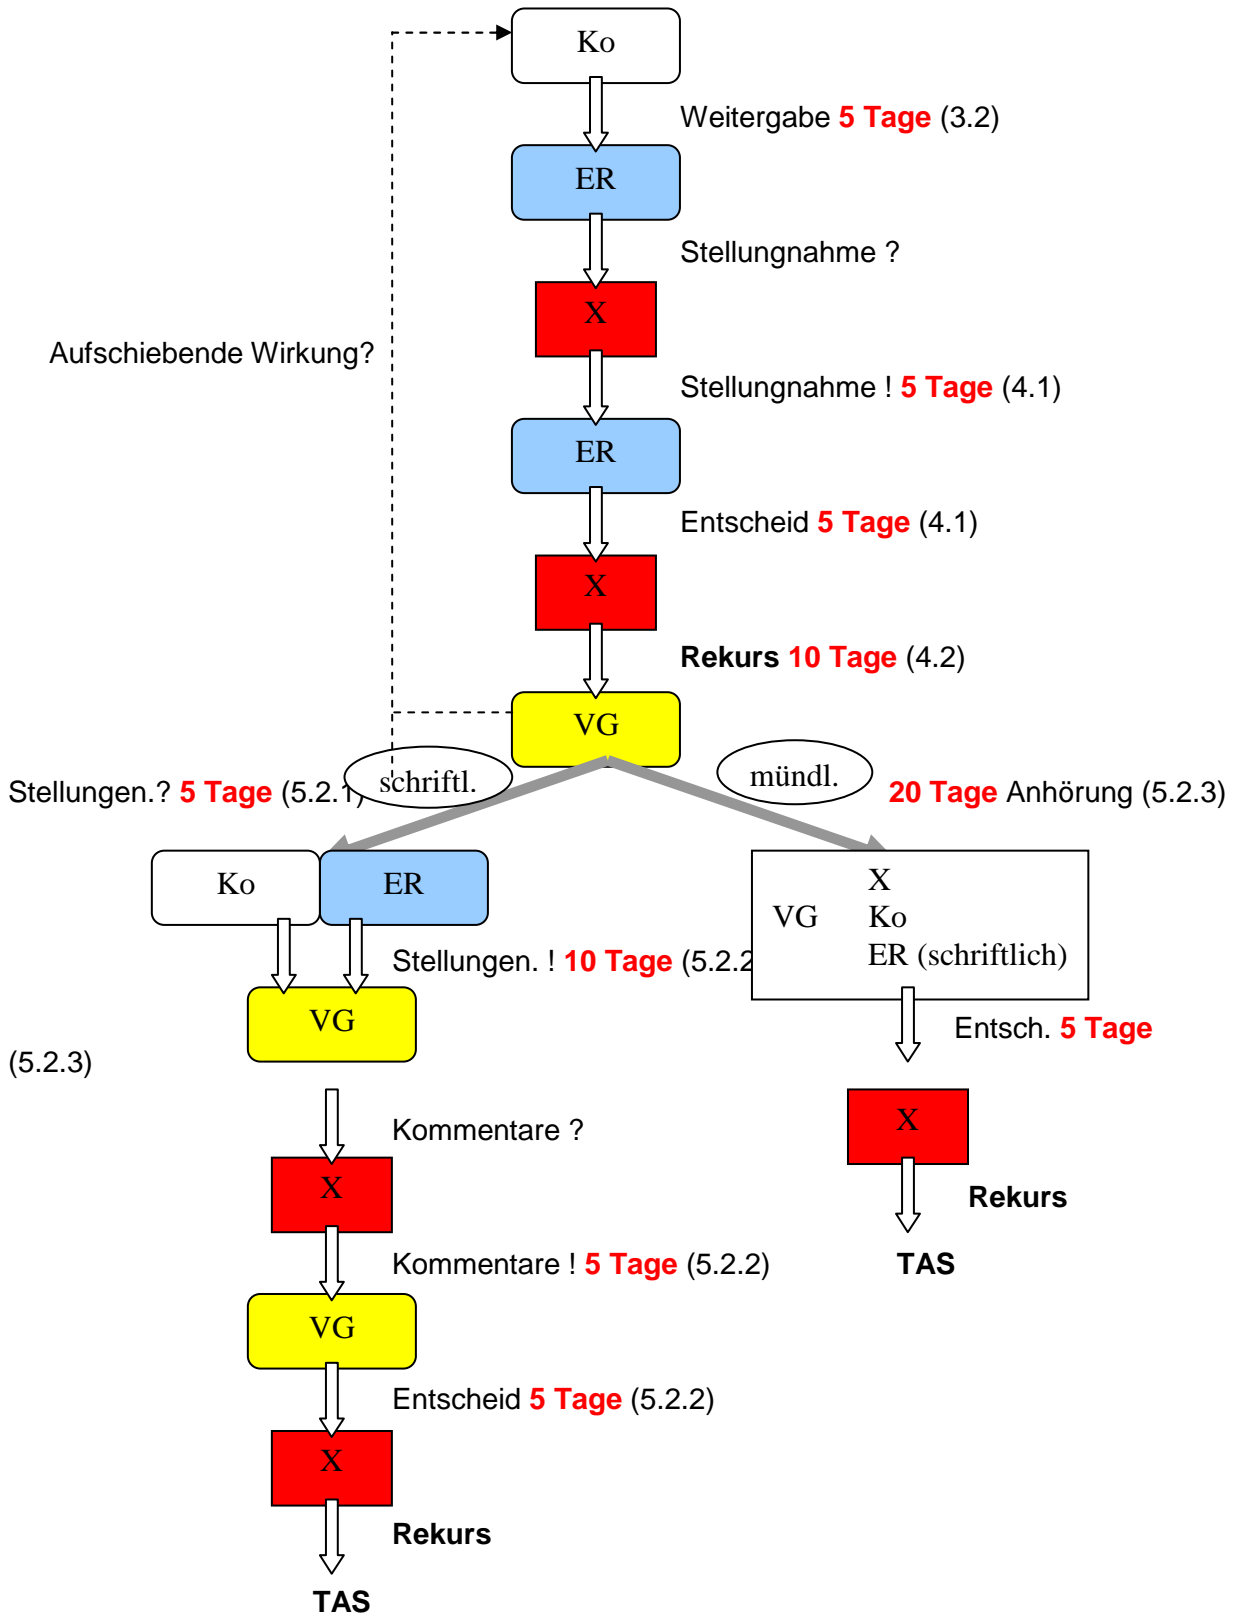 Ko
Weitergabe 5 Tage (3.2)
ER
Stellungnahme ?
X
Aufschiebende Wirkung?
Stellungnahme ! 5 Tage (4.1)
ER
Entscheid 5 Tage (4.1)
X
Rekurs 10 Tage (4.2)
VG
schriftl.
mündl.
Stellungen.? 5 Tage (5.2.1)
20 Tage Anhörung (5.2.3)
Ko
ER
X
VG Ko
ER (schriftlich)
Stellungen. ! 10 Tage (5.2.2
VG
Entsch. 5 Tage
(5.2.3)
Kommentare ?
X
X
Rekurs
Kommentare ! 5 Tage (5.2.2)
TAS
VG
Entscheid 5 Tage (5.2.2)
X
Rekurs
TAS